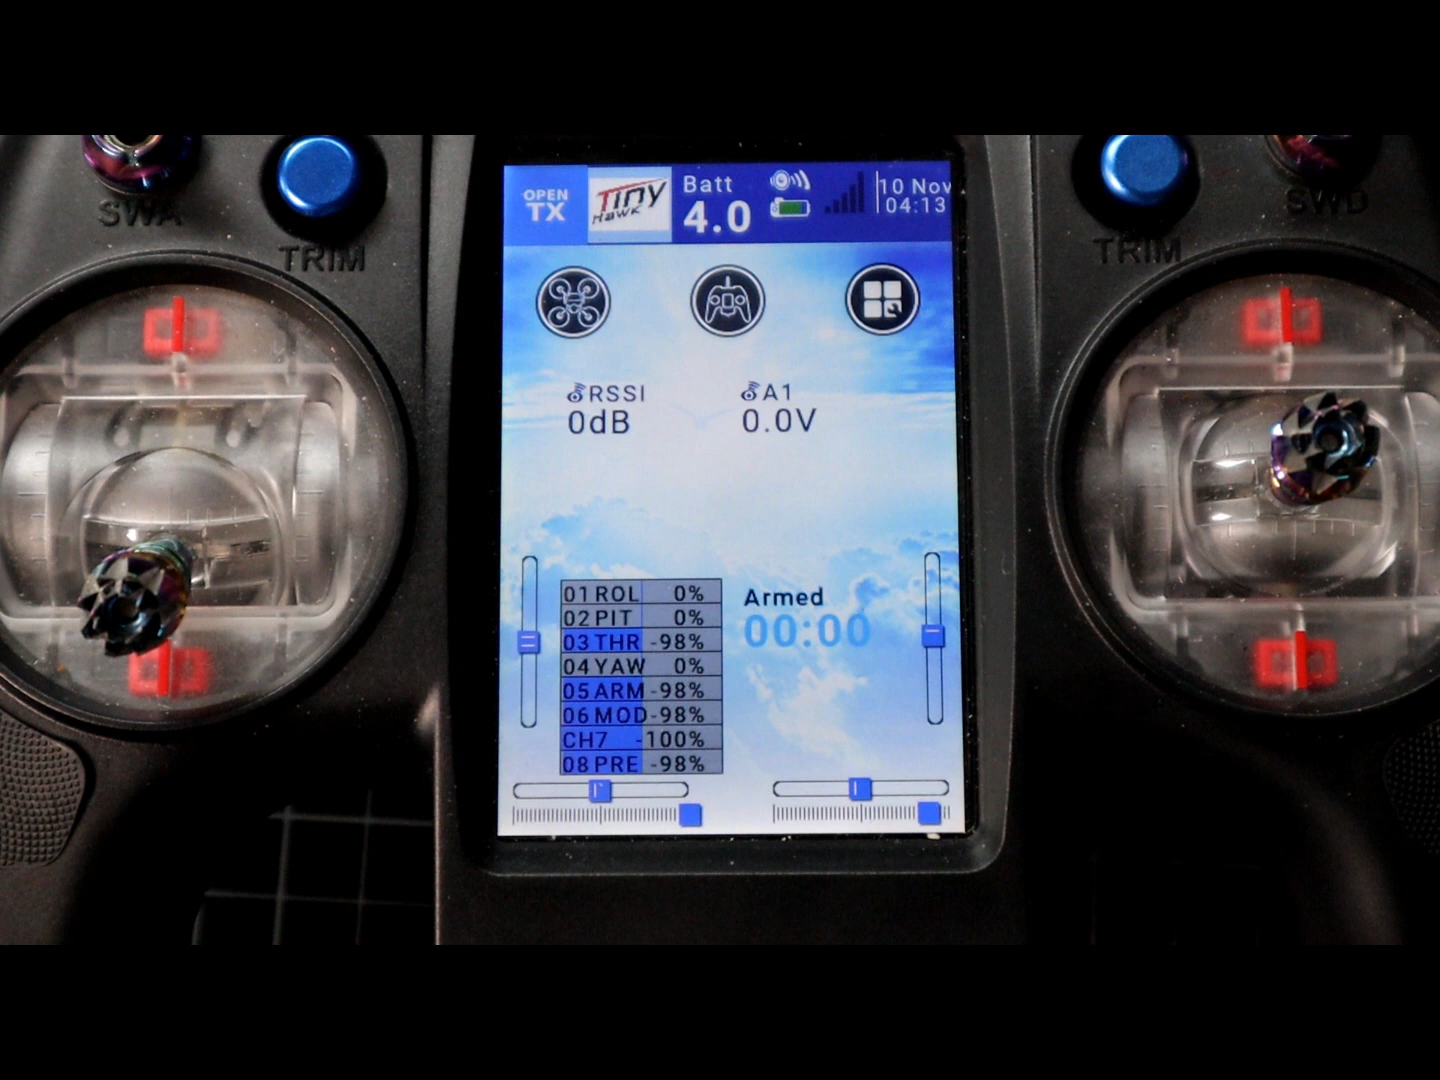 SWA
TRIM
OPEN
TX
Tiny
Hawk
Batt
4.0
10 Nov
04:13
TRIM
SWD
RSSI
0dB
A1
0.0V
01 ROL 0%
02 PIT 0%
03 THR -98%
04 YAW 0%
05 ARM -98%
06 MOD -98%
CH7 -100%
08 PRE -98%
Armed
00:00